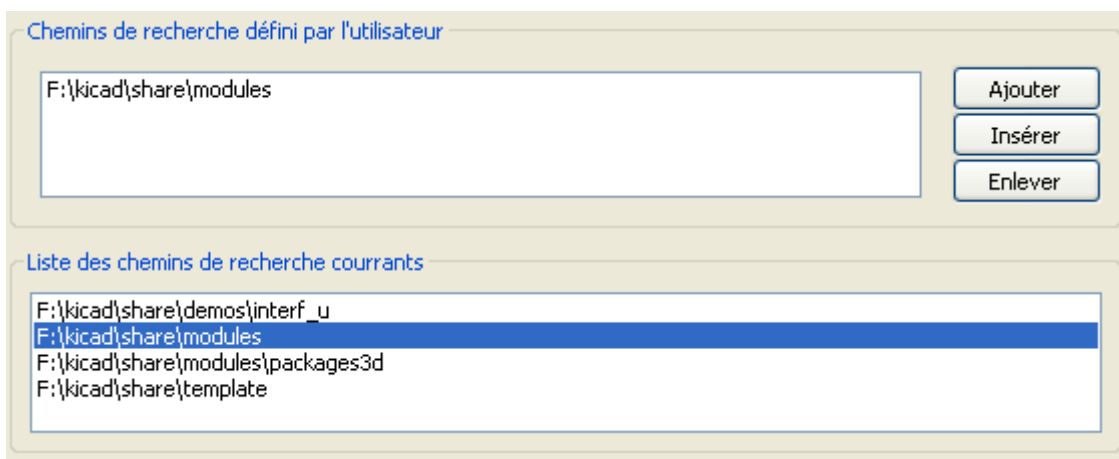 Chemins de recherche défini par l'utilisateur
F:\kicad\share\modules
Ajouter
Insérer
Enlever
Liste des chemins de recherche courrants
F:\kicad\share\demos\interf_u
F:\kicad\share\modules
F:\kicad\share\modules\packages3d
F:\kicad\share\template